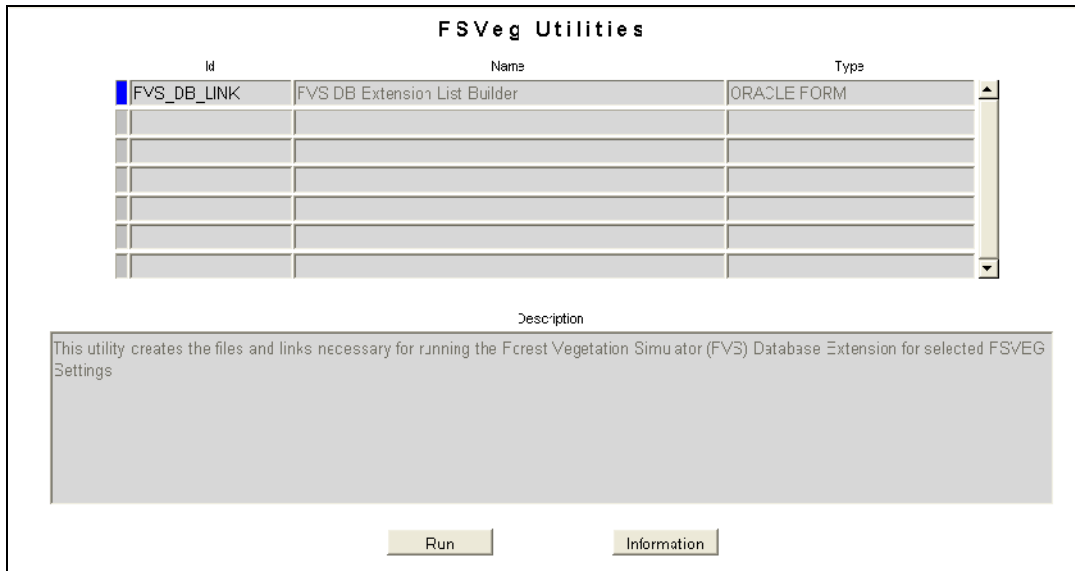 FSVeg Utilities
Id Name Type
FVS_DB_LINK FVS DB Extension List Builder ORACLE FORM
Description
This utility creates the files and links necessary for running the Forest Vegetation Simulator (FVS) Database Extension for selected FSVEG
Settings
Run Information